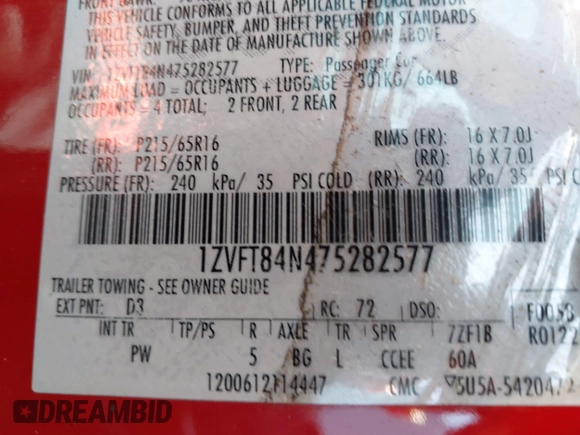 THIS VEHICLE CONFORMS TO ALL APPLICABLE FEDERAL MOTOR
VEHICLE SAFETY, BUMPER, AND THEFT PREVENTION STANDARDS
IN EFFECT ON THE DATE OF MANUFACTURE SHOWN ABOVE.
VIN: 1ZVFT84N475282577 TYPE: Passenger Car
MAXIMUM LOAD = OCCUPANTS + LUGGAGE = 301KG/ 664LB
OCCUPANTS = 4 TOTAL; 2 FRONT, 2 REAR
TIRE (FR): P215/65R16 RIMS (FR): 16 X 7.0J
(RR): P215/65R16 (RR): 16 X 7.0J
PRESSURE (FR): 240 kPa/ 35 PSI COLD (RR): 240 kPa/ 35 PSI
1ZVFT84N475282577
TRAILER TOWING - SEE OWNER GUIDE
EXT PNT: D3 RC: 72 DSO: F0058
INT TR TP/PS R AXLE TR SPR 7ZF1B R0122
PW 5 BG L CCEE 60A
CMC 5U5A-5420472
DREAMBID